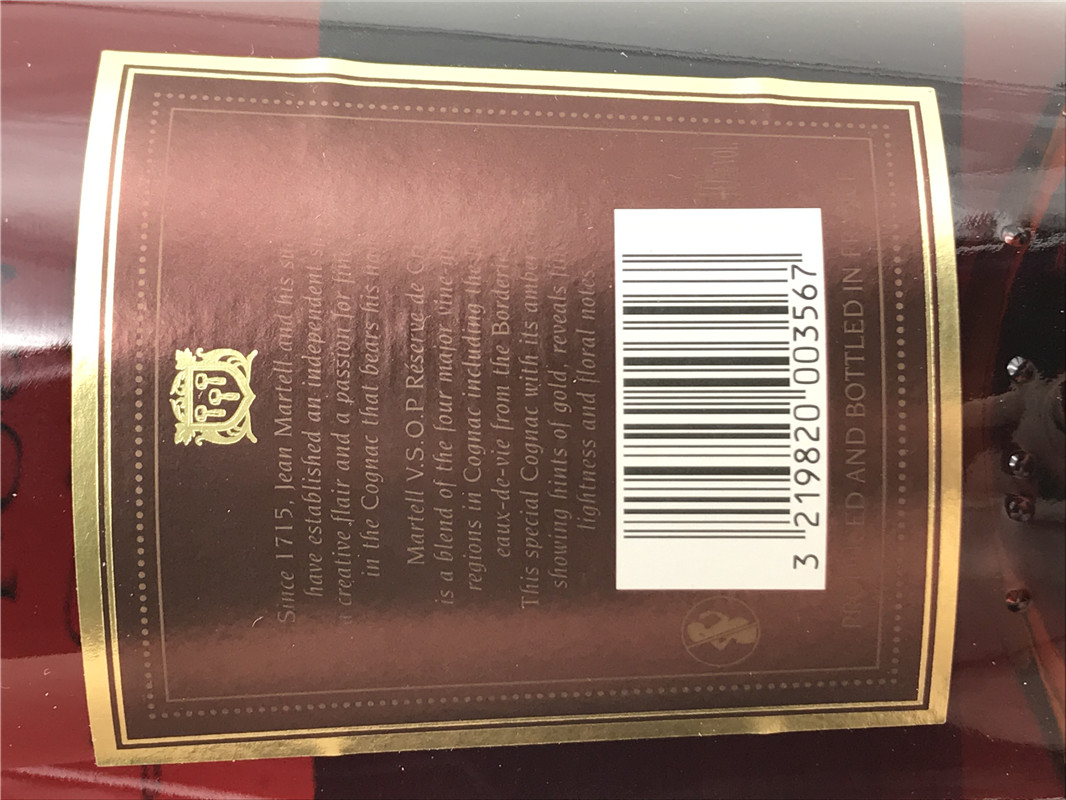 Since 1715, Jean Martell and his
have established an independent
a creative flair and a passion for
in the Cognac that bears his
Martell V.S.O.P. Réserve de
is a blend of the four major vine
regions in Cognac including
eaux-de-vie from the
This special Cognac with its
showing hints of gold, reveals
lightness and floral notes
40% vol.
3 219820 003567
AND BOTTLED IN